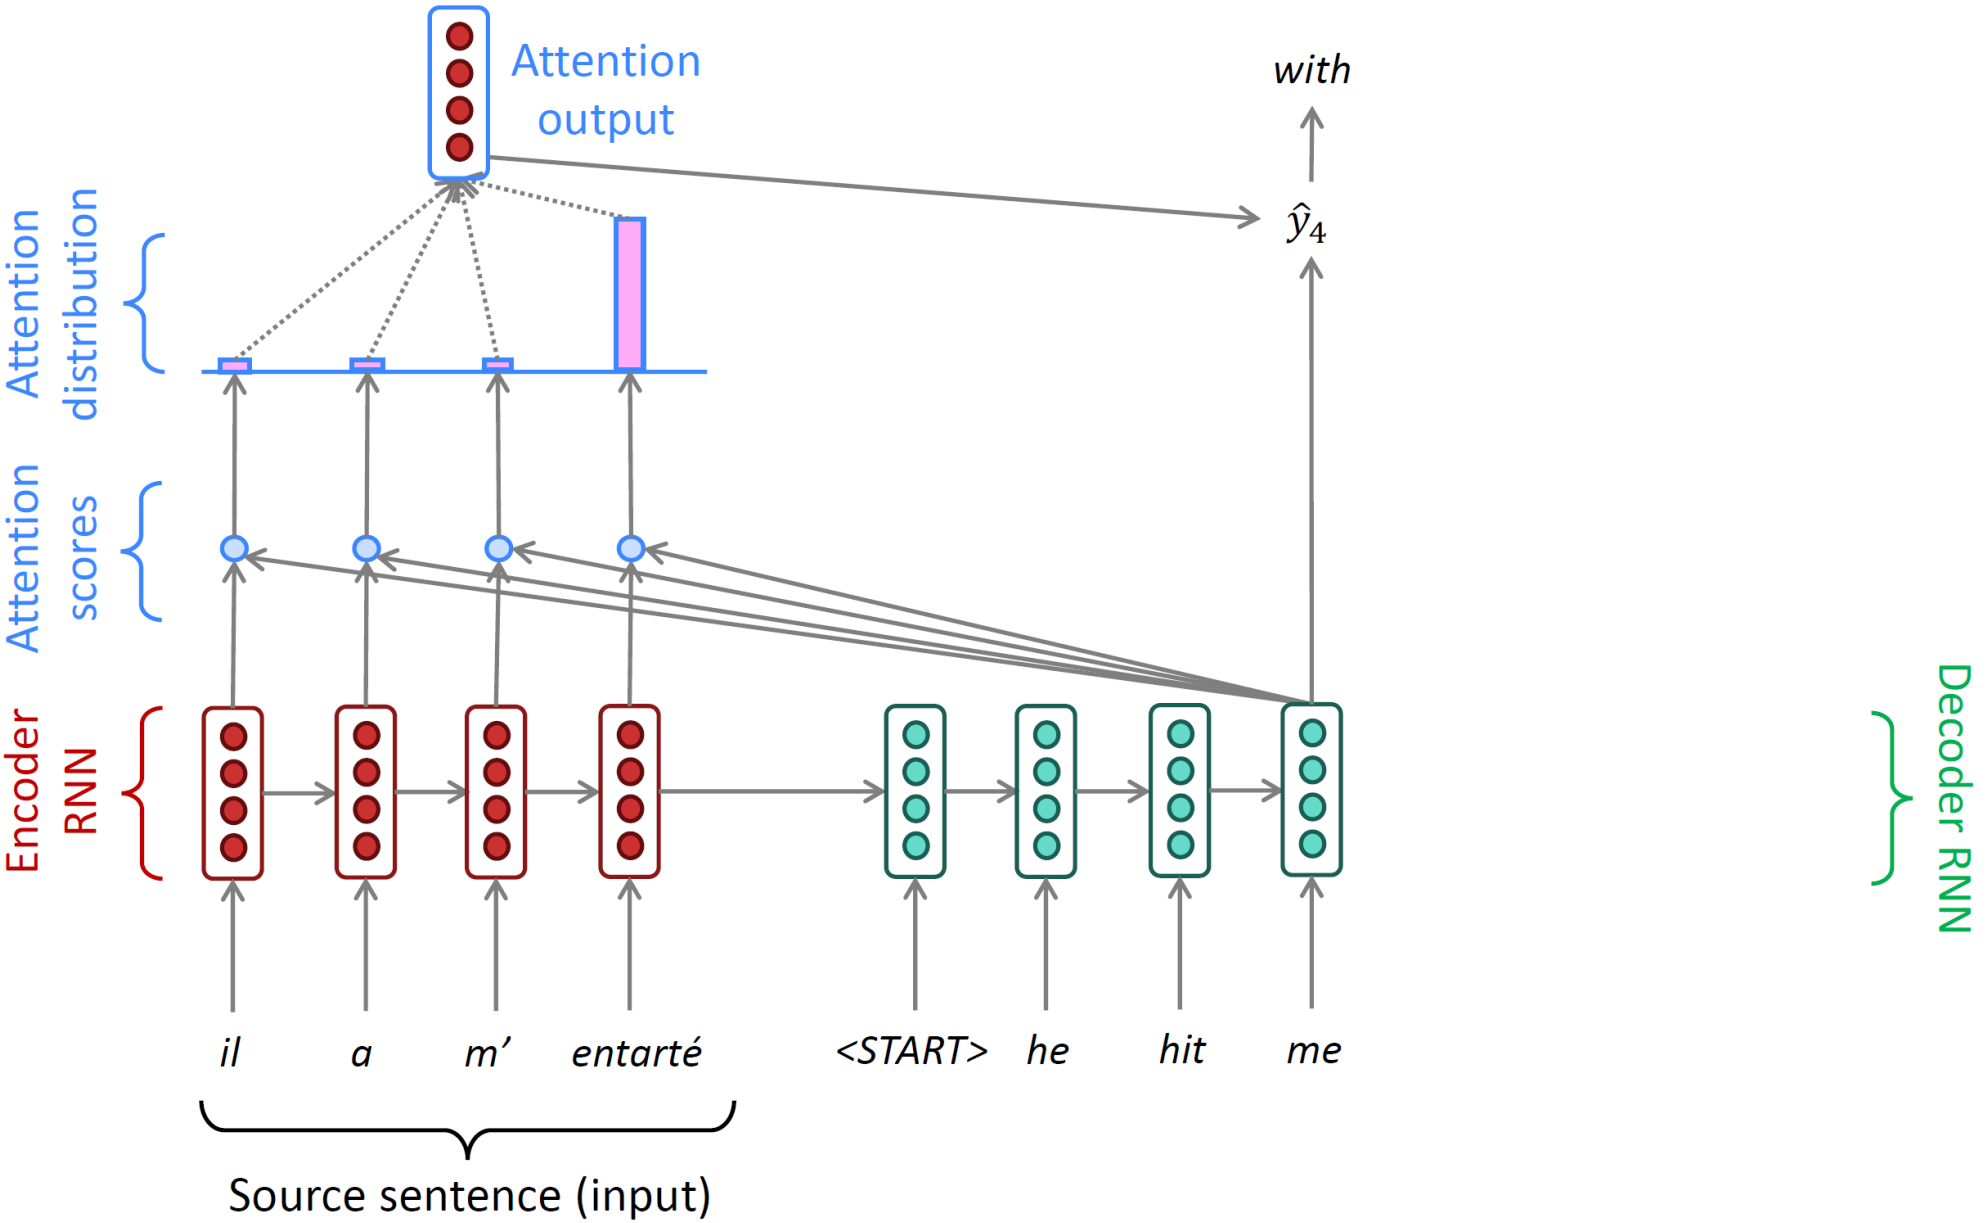 Attention
output
with
ŷ₄
Attention
distribution
Attention
scores
Encoder
RNN
Decoder RNN
il a m’ entarté <START> he hit me
Source sentence (input)